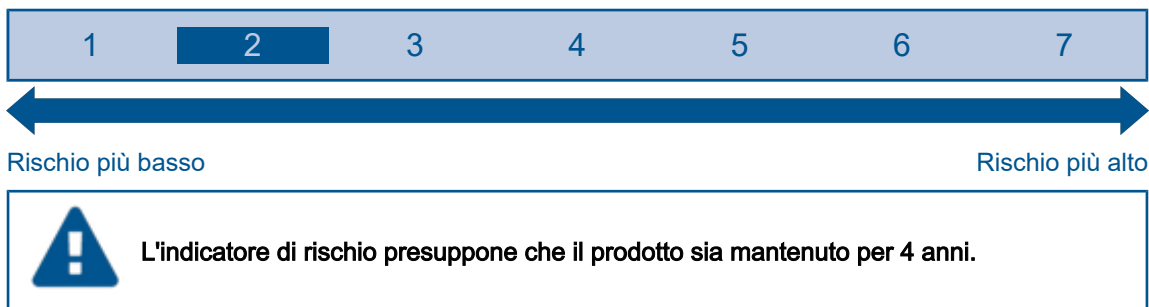 1 2 3 4 5 6 7
Rischio più basso Rischio più alto
L'indicatore di rischio presuppone che il prodotto sia mantenuto per 4 anni.